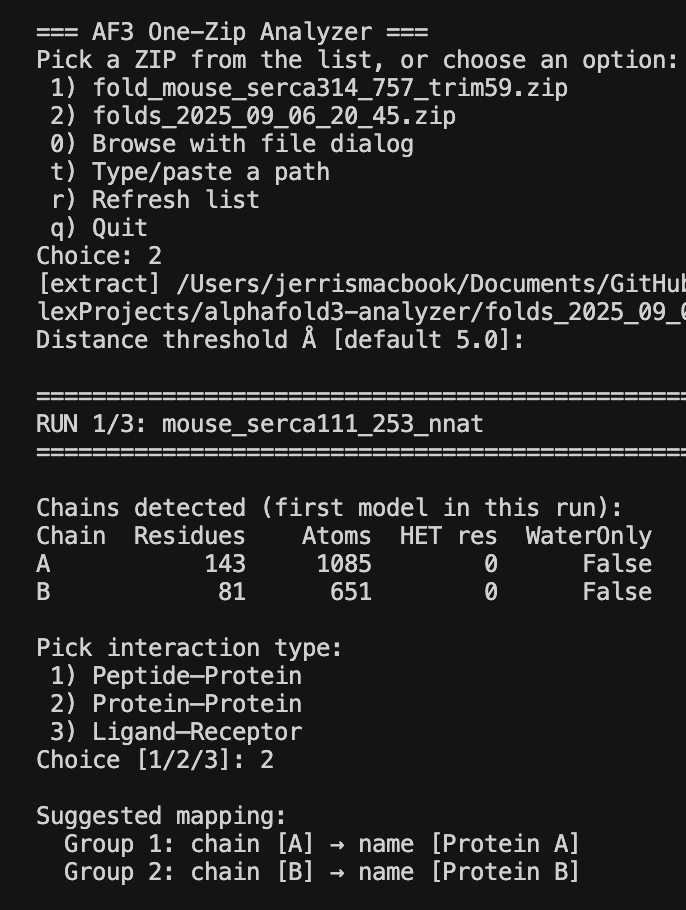 === AF3 One-Zip Analyzer ===
Pick a ZIP from the list, or choose an option:
1) fold_mouse_serca314_757_trim59.zip
2) folds_2025_09_06_20_45.zip
0) Browse with file dialog
t) Type/paste a path
r) Refresh list
q) Quit
Choice: 2
[extract] /Users/jerrismacbook/Documents/GitHub
lexProjects/alphafold3-analyzer/folds_2025_09_0
Distance threshold Å [default 5.0]:
===============================================
RUN 1/3: mouse_serca111_253_nnat
===============================================
Chains detected (first model in this run):
Chain  Residues    Atoms  HET res  WaterOnly
A           143     1085        0      False
B            81      651        0      False
Pick interaction type:
1) Peptide–Protein
2) Protein–Protein
3) Ligand–Receptor
Choice [1/2/3]: 2
Suggested mapping:
Group 1: chain [A] → name [Protein A]
Group 2: chain [B] → name [Protein B]